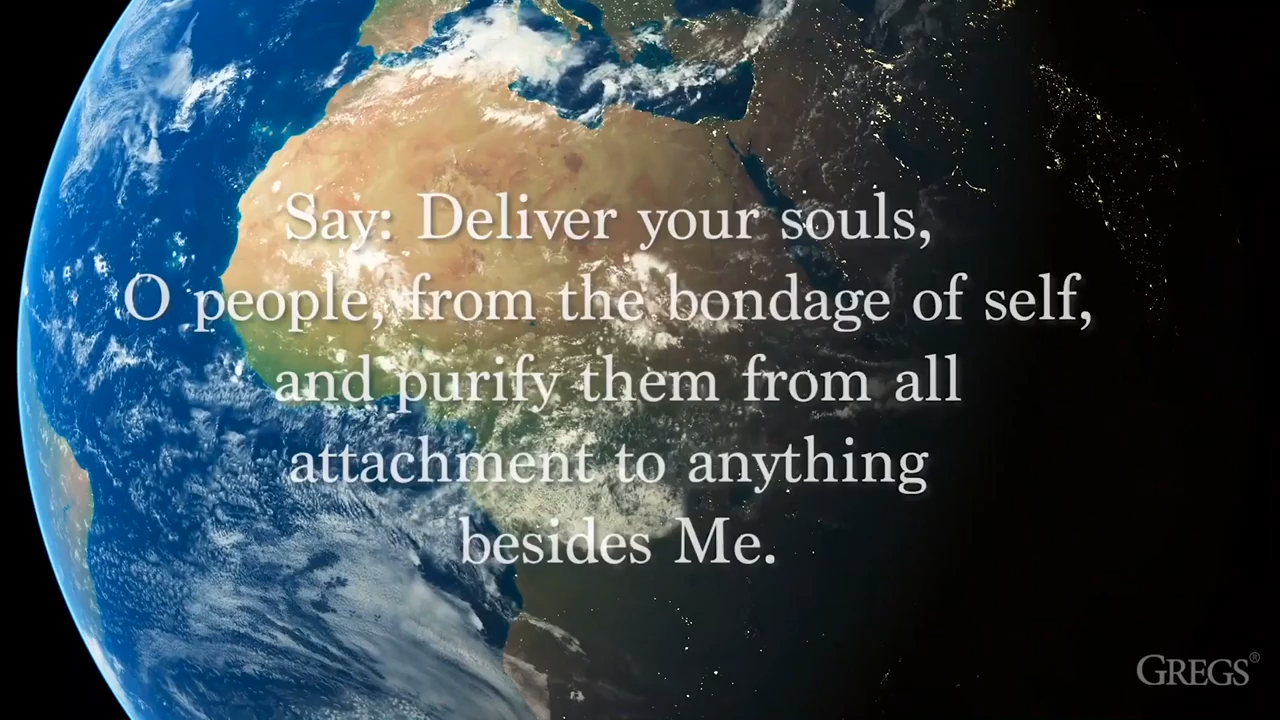 Say: Deliver your souls,
O people, from the bondage of self,
and purify them from all
attachment to anything
besides Me.
GREGS®